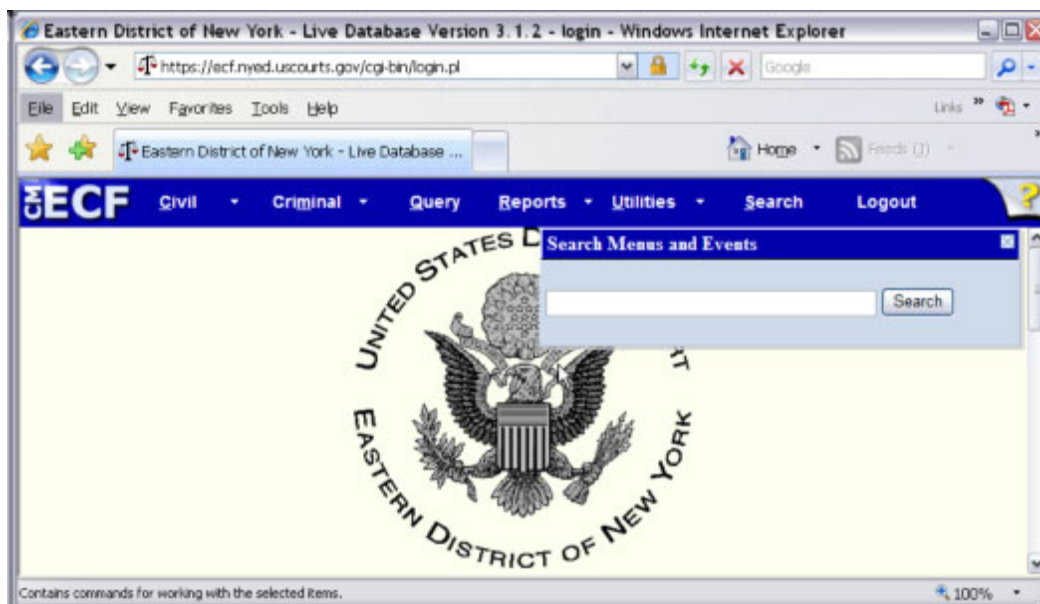 Eastern District of New York - Live Database Version 3.1.2 - login - Windows Internet Explorer
https://ecf.nyed.uscourts.gov/cgi-bin/login.pl
Google
File Edit View Favorites Tools Help
Links »
Eastern District of New York - Live Database ...
Home
Feeds (J)
»
CM ECF Civil Criminal Query Reports Utilities Search Logout ?
Search Menus and Events
Search
UNITED STATES D
RT
EASTERN DISTRICT OF NEW YORK
Contains commands for working with the selected items.
100%